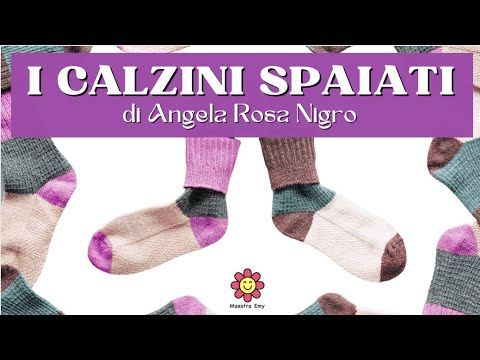 I CALZINI SPAIATI
di Angela Rosa Nigro
Maestra Emy